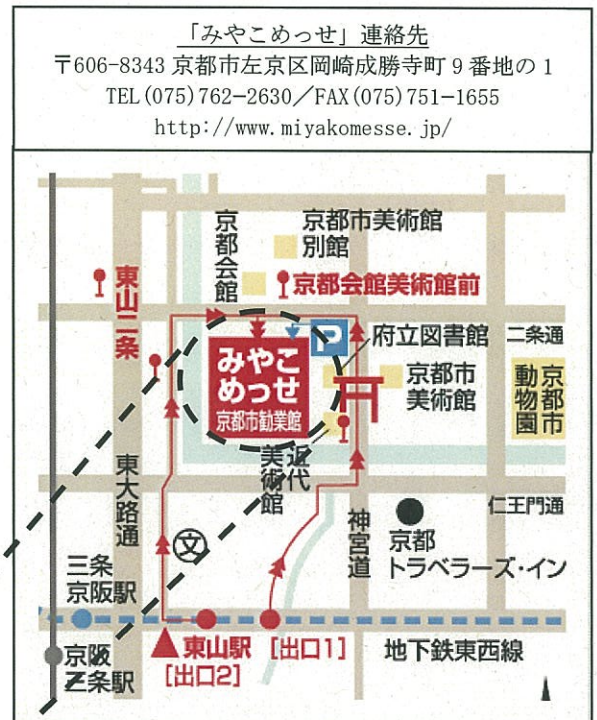 「みやこめっせ」連絡先
〒606-8343 京都市左京区岡崎成勝寺町 9 番地の 1
TEL(075)762-2630／FAX(075)751-1655
http://www.miyakomesse.jp/
京都会館
京都市美術館
別館
東山二条
京都会館美術館前
P
府立図書館
二条通
みやこ
めっせ
京都市勧業館
京都市
美術館
京都市
動物園
近代
美術館
東大路通
文
神宮道
仁王門通
京都
トラベラーズ・イン
三条
京阪駅
東山駅
[出口2]
[出口1]
地下鉄東西線
京阪
三条駅